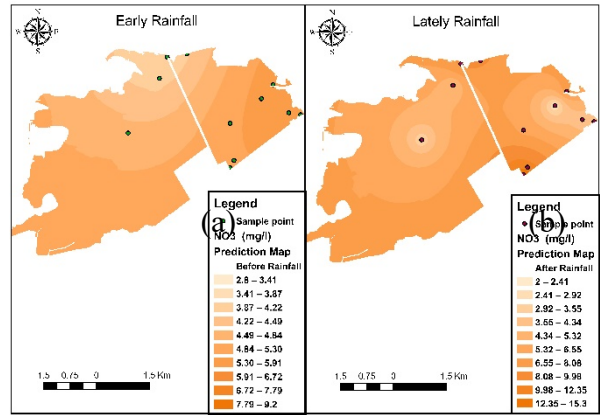 Early Rainfall
N
W
E
S
Legend
Sample point
(a)
NO3 (mg/l)
Prediction Map
Before Rainfall
2.8 – 3.41
3.41 – 3.87
3.87 – 4.22
4.22 – 4.49
4.49 – 4.84
4.84 – 5.30
5.30 – 5.91
5.91 – 6.72
6.72 – 7.79
7.79 – 9.2
1.5 0.75 0 1.5 Km
Lately Rainfall
N
W
E
S
Legend
Sample point
(b)
NO3 (mg/l)
Prediction Map
After Rainfall
2 – 2.41
2.41 – 2.92
2.92 – 3.55
3.55 – 4.34
4.34 – 5.32
5.32 – 6.55
6.55 – 8.08
8.08 – 9.98
9.98 – 12.35
12.35 – 15.3
1.5 0.75 0 1.5 Km